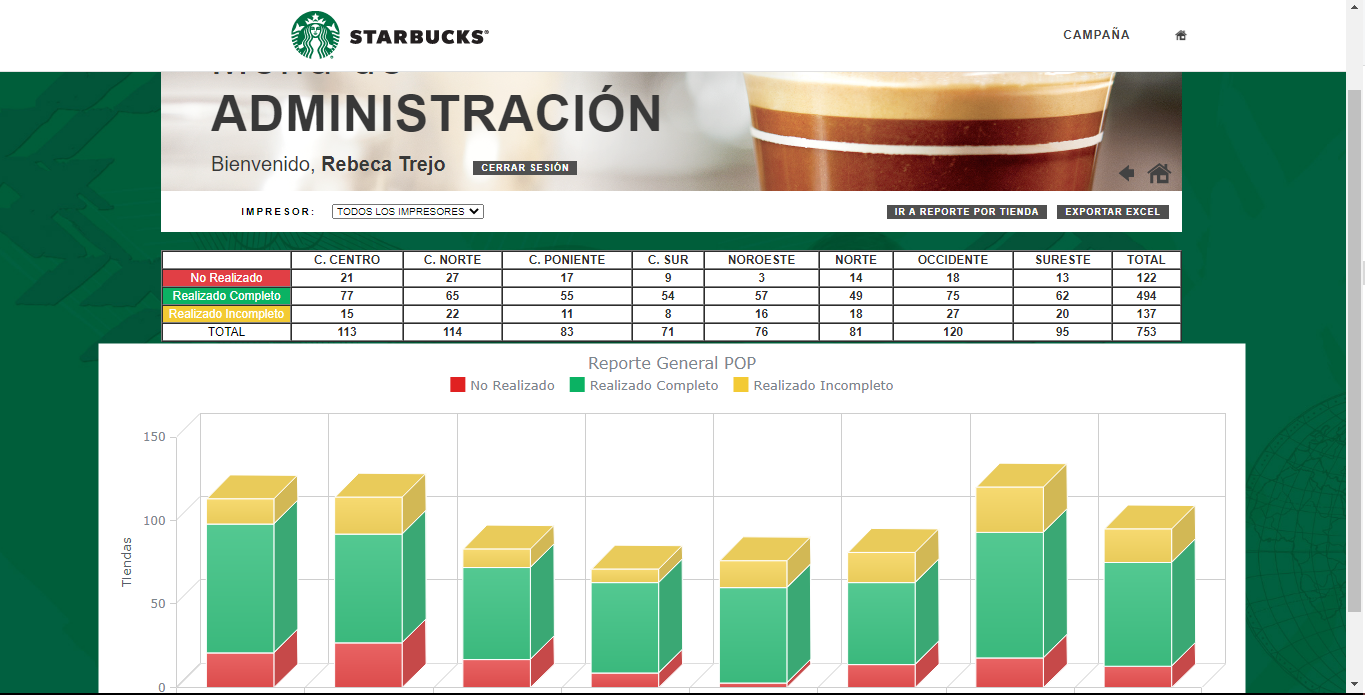 STARBUCKS®
CAMPAÑA
ADMINISTRACIÓN
Bienvenido, Rebeca Trejo
CERRAR SESIÓN
IMPRESOR: TODOS LOS IMPRESORES
IR A REPORTE POR TIENDA EXPORTAR EXCEL
C. CENTRO C. NORTE C. PONIENTE C. SUR NOROESTE NORTE OCCIDENTE SURESTE TOTAL
No Realizado 21 27 17 9 3 14 18 13 122
Realizado Completo 77 65 55 54 57 49 75 62 494
Realizado Incompleto 15 22 11 8 16 18 27 20 137
TOTAL 113 114 83 71 76 81 120 95 753
Reporte General POP
No Realizado Realizado Completo Realizado Incompleto
150
100
50
0
Tiendas